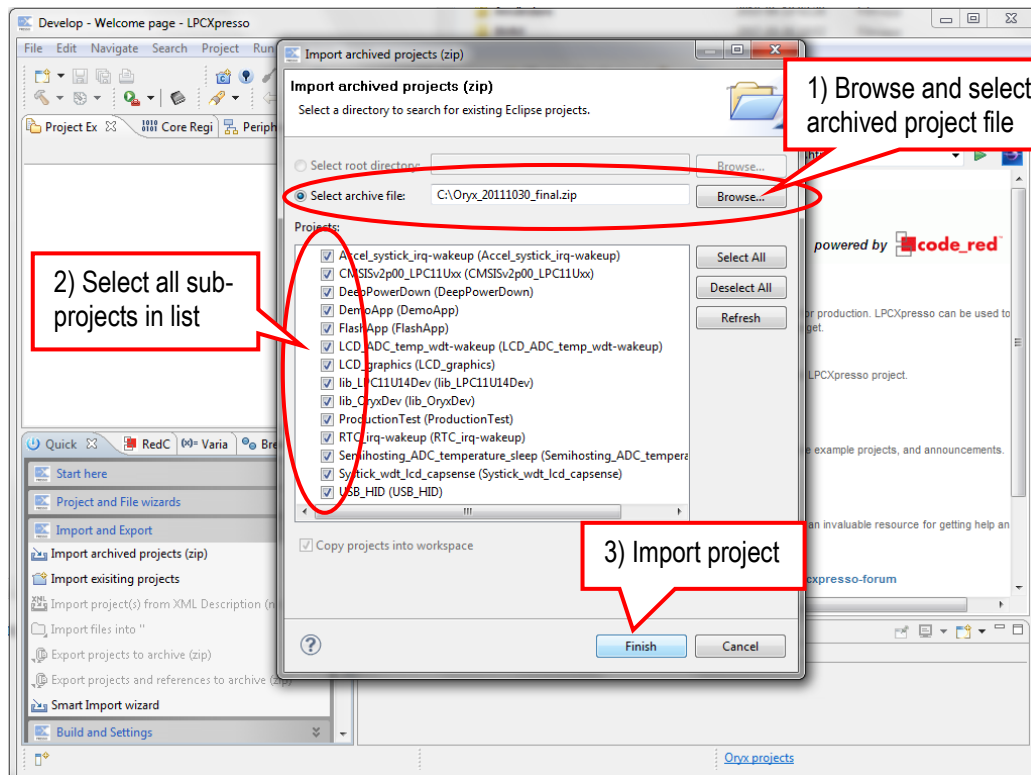 Develop - Welcome page - LPCXpresso
File Edit Navigate Search Project Run
Import archived projects (zip)
Import archived projects (zip)
Select a directory to search for existing Eclipse projects.
1) Browse and select
archived project file
Project Ex
Core Regi
Periph
Select root directory:
Browse...
Select archive file:
C:\Oryx_20111030_final.zip
Browse...
Projects:
Accel_systick_irq-wakeup (Accel_systick_irq-wakeup)
CMSISv2p00_LPC11Uxx (CMSISv2p00_LPC11Uxx)
DeepPowerDown (DeepPowerDown)
DemoApp (DemoApp)
FlashApp (FlashApp)
LCD_ADC_temp_wdt-wakeup (LCD_ADC_temp_wdt-wakeup)
LCD_graphics (LCD_graphics)
lib_LPC11U14Dev (lib_LPC11U14Dev)
lib_OryxDev (lib_OryxDev)
ProductionTest (ProductionTest)
RTC_irq-wakeup (RTC_irq-wakeup)
Semihosting_ADC_temperature_sleep (Semihosting_ADC_tempera
Systick_wdt_lcd_capsense (Systick_wdt_lcd_capsense)
USB_HID (USB_HID)
Select All
Deselect All
Refresh
2) Select all sub-
projects in list
powered by code_red
or production. LPCXpresso can be used to
get.
LPCXpresso project.
e example projects, and announcements.
an invaluable resource for getting help an
cxpresso-forum
Copy projects into workspace
3) Import project
Finish
Cancel
Quick
RedC
Varia
Bre
Start here
Project and File wizards
Import and Export
Import archived projects (zip)
Import exisiting projects
Import project(s) from XML Description (n
Import files into ''
Export projects to archive (zip)
Export projects and references to archive (zip)
Smart Import wizard
Build and Settings
Oryx projects